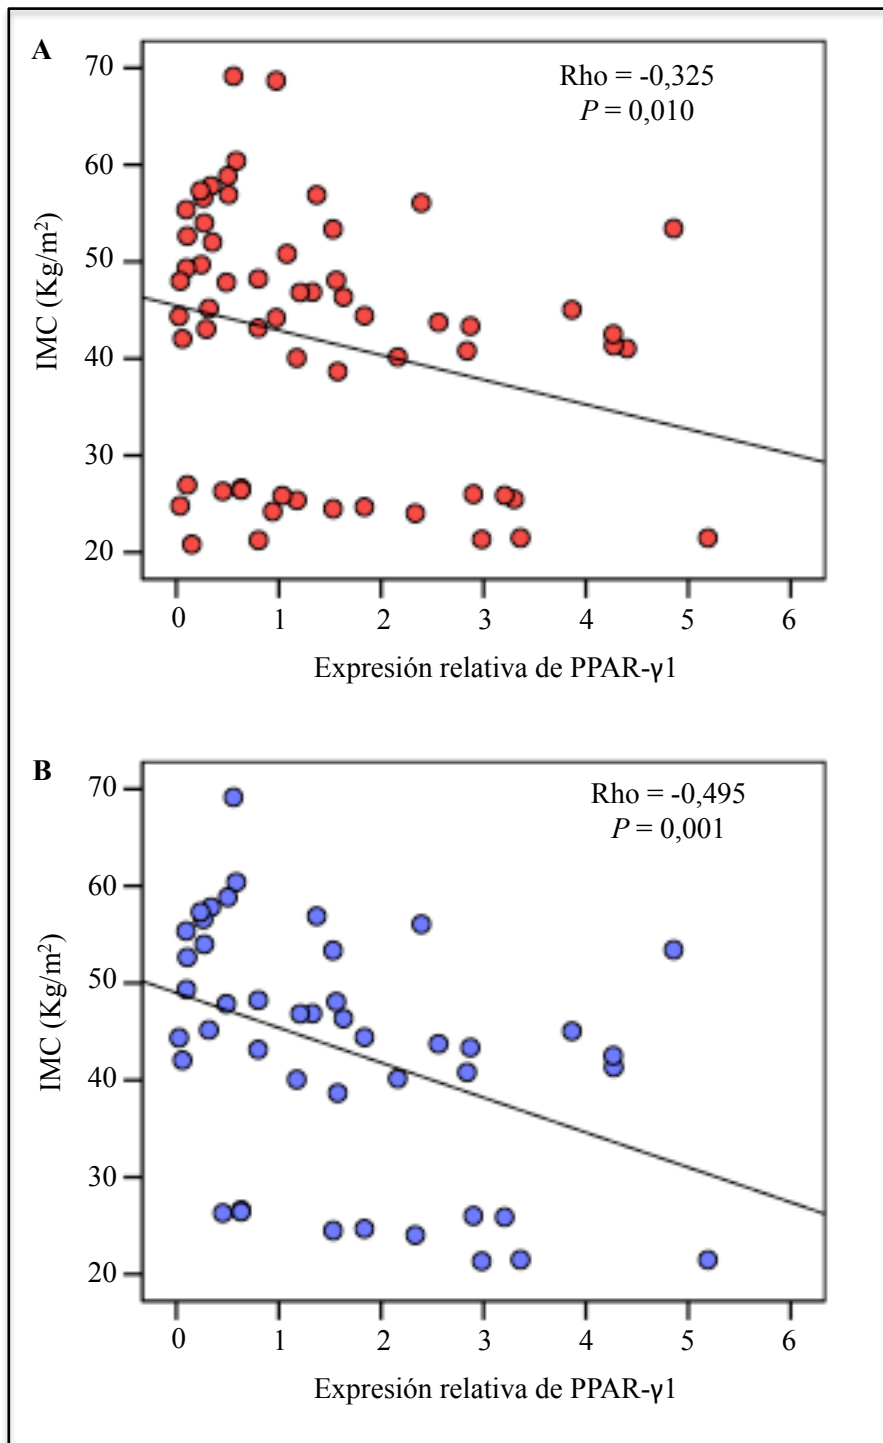 A
Rho = -0,325
P = 0,010
70
60
50
40
30
20
IMC (Kg/m²)
0 1 2 3 4 5 6
Expresión relativa de PPAR-γ1
B
Rho = -0,495
P = 0,001
70
60
50
40
30
20
IMC (Kg/m²)
0 1 2 3 4 5 6
Expresión relativa de PPAR-γ1